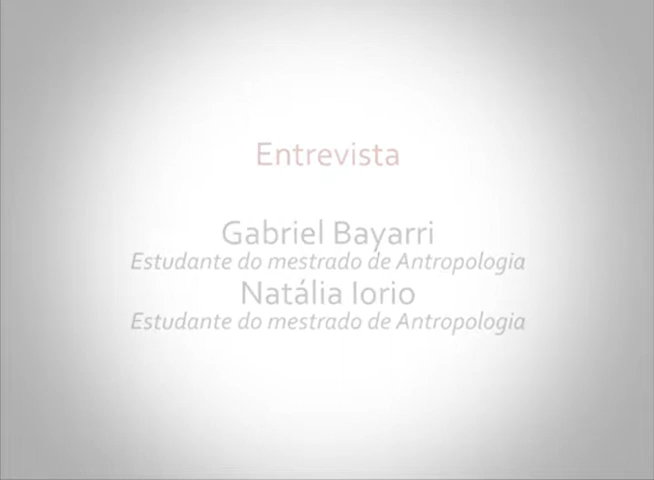 Entrevista
Gabriel Bayarri
Estudante do mestrado de Antropologia
Natália Iorio
Estudante do mestrado de Antropologia